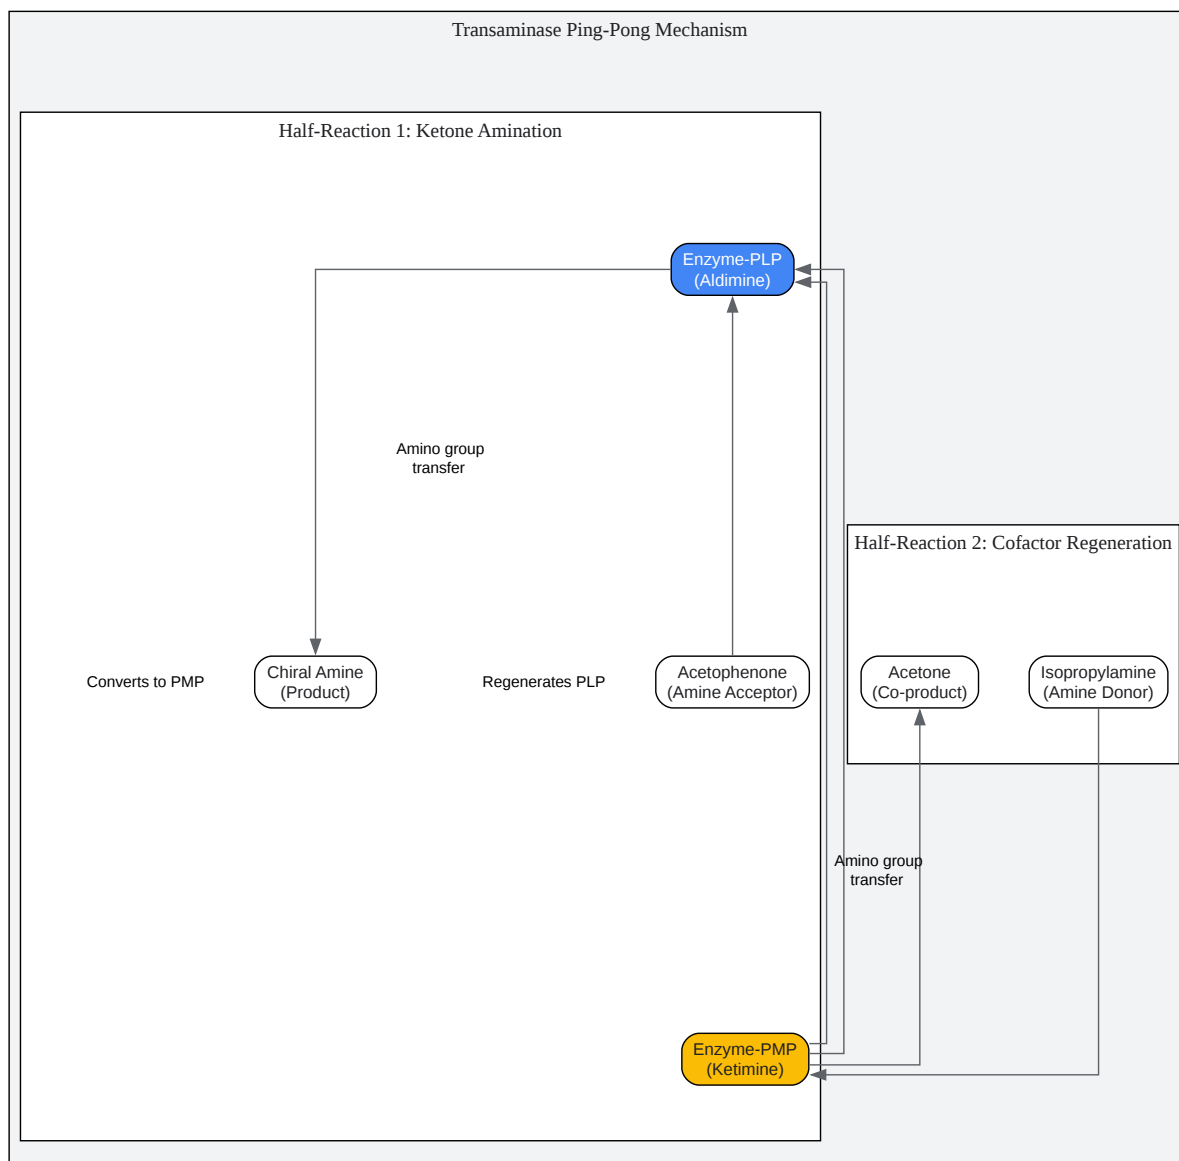 Transaminase Ping-Pong Mechanism
Half-Reaction 1: Ketone Amination
Enzyme-PLP
(Aldimine)
Amino group
transfer
Half-Reaction 2: Cofactor Regeneration
Converts to PMP
Chiral Amine
(Product)
Regenerates PLP
Acetophenone
(Amine Acceptor)
Acetone
(Co-product)
Isopropylamine
(Amine Donor)
Amino group
transfer
Enzyme-PMP
(Ketimine)